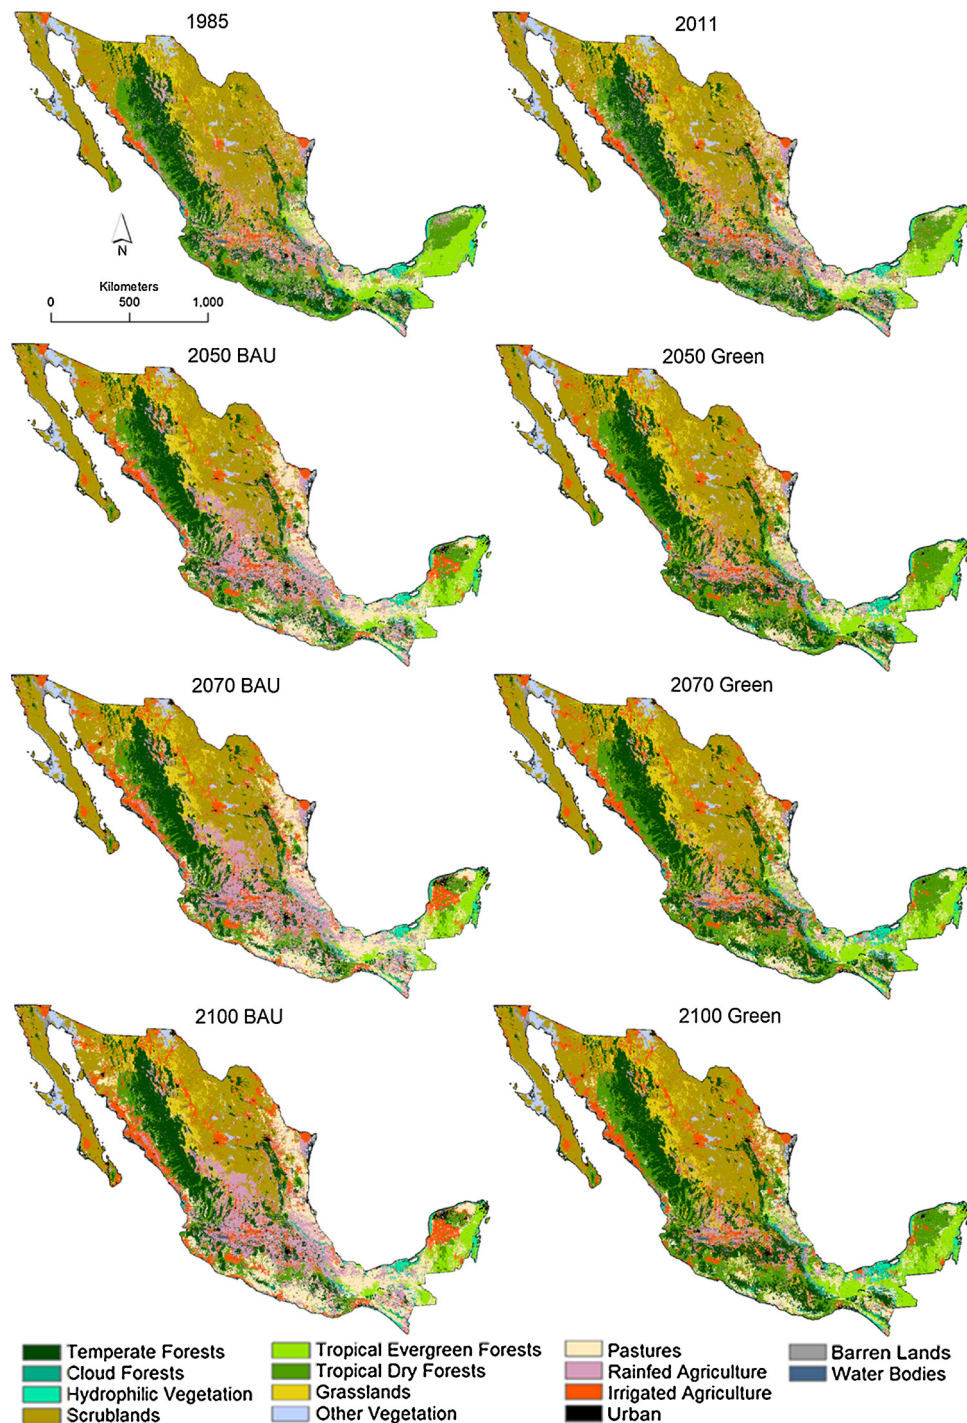 1985
2011
N
Kilometers
0 500 1,000
2050 BAU
2050 Green
2070 BAU
2070 Green
2100 BAU
2100 Green
Temperate Forests
Cloud Forests
Hydrophilic Vegetation
Scrublands
Tropical Evergreen Forests
Tropical Dry Forests
Grasslands
Other Vegetation
Pastures
Rainfed Agriculture
Irrigated Agriculture
Urban
Barren Lands
Water Bodies